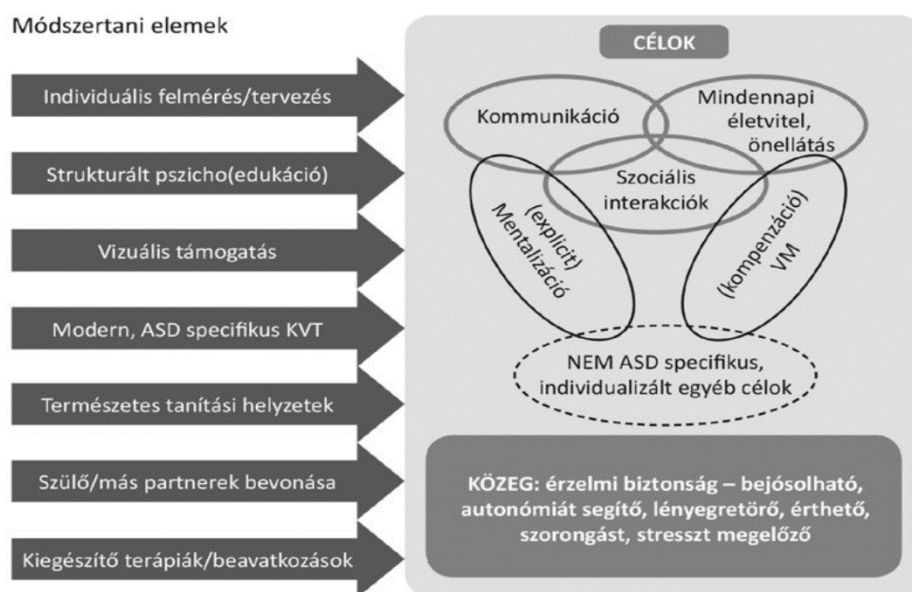 Módszertani elemek
Individuális felmérés/tervezés
Strukturált pszicho(edukáció)
Vizuális támogatás
Modern, ASD specifikus KVT
Természetes tanítási helyzetek
Szülő/más partnerek bevonása
Kiegészítő terápiák/beavatkozások
CÉLOK
Kommunikáció
Mindennapi
életvitel,
önellátás
Szociális
interakciók
(explicit)
Mentalizáció
(kompenzáció)
VM
NEM ASD specifikus,
individualizált egyéb célok
KÖZEG: érzelmi biztonság – bejósolható,
autonómiát segítő, lényegretörő, érthető,
szorongást, stresszt megelőző